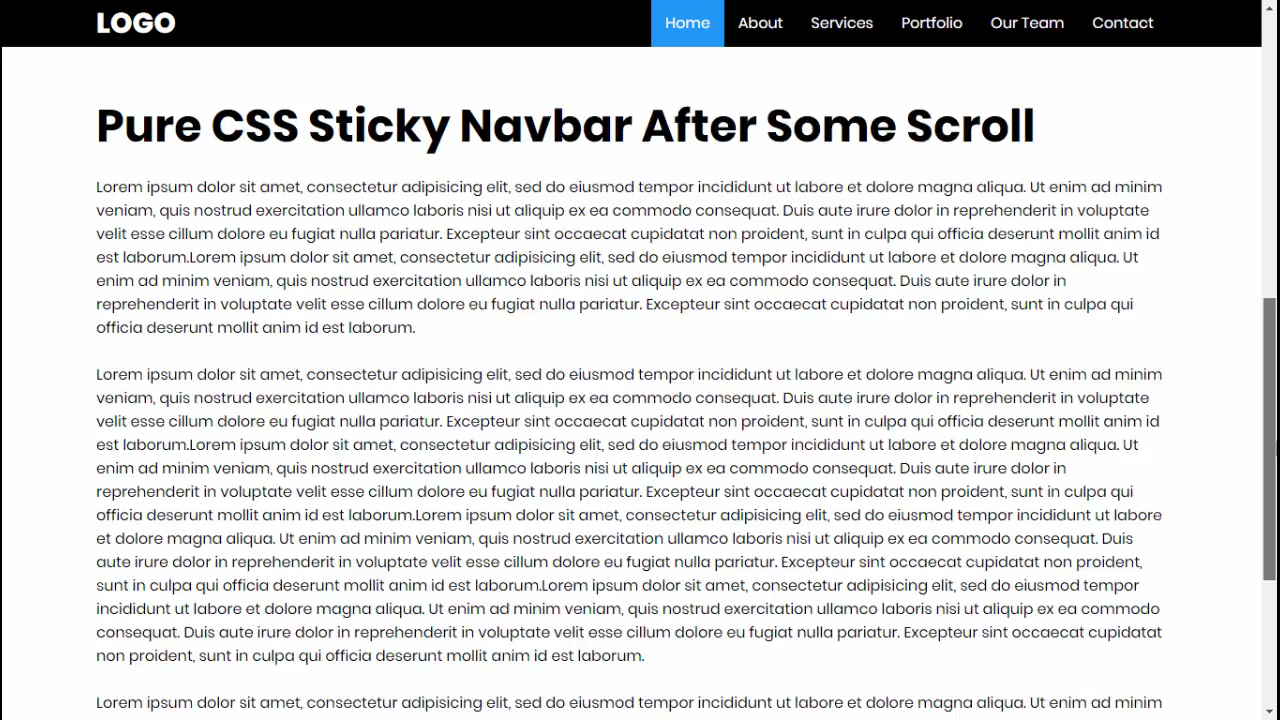 LOGO
Home About Services Portfolio Our Team Contact
Pure CSS Sticky Navbar After Some Scroll
Lorem ipsum dolor sit amet, consectetur adipisicing elit, sed do eiusmod tempor incididunt ut labore et dolore magna aliqua. Ut enim ad minim
veniam, quis nostrud exercitation ullamco laboris nisi ut aliquip ex ea commodo consequat. Duis aute irure dolor in reprehenderit in voluptate
velit esse cillum dolore eu fugiat nulla pariatur. Excepteur sint occaecat cupidatat non proident, sunt in culpa qui officia deserunt mollit anim id
est laborum.Lorem ipsum dolor sit amet, consectetur adipisicing elit, sed do eiusmod tempor incididunt ut labore et dolore magna aliqua. Ut
enim ad minim veniam, quis nostrud exercitation ullamco laboris nisi ut aliquip ex ea commodo consequat. Duis aute irure dolor in
reprehenderit in voluptate velit esse cillum dolore eu fugiat nulla pariatur. Excepteur sint occaecat cupidatat non proident, sunt in culpa qui
officia deserunt mollit anim id est laborum.
Lorem ipsum dolor sit amet, consectetur adipisicing elit, sed do eiusmod tempor incididunt ut labore et dolore magna aliqua. Ut enim ad minim
veniam, quis nostrud exercitation ullamco laboris nisi ut aliquip ex ea commodo consequat. Duis aute irure dolor in reprehenderit in voluptate
velit esse cillum dolore eu fugiat nulla pariatur. Excepteur sint occaecat cupidatat non proident, sunt in culpa qui officia deserunt mollit anim id
est laborum.Lorem ipsum dolor sit amet, consectetur adipisicing elit, sed do eiusmod tempor incididunt ut labore et dolore magna aliqua. Ut
enim ad minim veniam, quis nostrud exercitation ullamco laboris nisi ut aliquip ex ea commodo consequat. Duis aute irure dolor in
reprehenderit in voluptate velit esse cillum dolore eu fugiat nulla pariatur. Excepteur sint occaecat cupidatat non proident, sunt in culpa qui
officia deserunt mollit anim id est laborum.Lorem ipsum dolor sit amet, consectetur adipisicing elit, sed do eiusmod tempor incididunt ut labore
et dolore magna aliqua. Ut enim ad minim veniam, quis nostrud exercitation ullamco laboris nisi ut aliquip ex ea commodo consequat. Duis
aute irure dolor in reprehenderit in voluptate velit esse cillum dolore eu fugiat nulla pariatur. Excepteur sint occaecat cupidatat non proident,
sunt in culpa qui officia deserunt mollit anim id est laborum.Lorem ipsum dolor sit amet, consectetur adipisicing elit, sed do eiusmod tempor
incididunt ut labore et dolore magna aliqua. Ut enim ad minim veniam, quis nostrud exercitation ullamco laboris nisi ut aliquip ex ea commodo
consequat. Duis aute irure dolor in reprehenderit in voluptate velit esse cillum dolore eu fugiat nulla pariatur. Excepteur sint occaecat cupidatat
non proident, sunt in culpa qui officia deserunt mollit anim id est laborum.
Lorem ipsum dolor sit amet, consectetur adipisicing elit, sed do eiusmod tempor incididunt ut labore et dolore magna aliqua. Ut enim ad minim